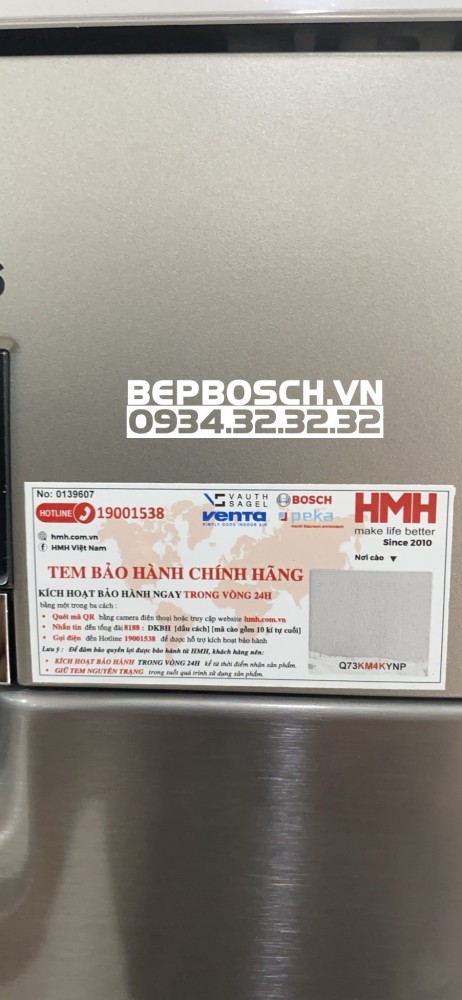 BEPBOSCH.VN
0934.32.32.32
No: 0139607
HOTLINE 19001538
VAUTH SAGEL
BOSCH
HMH
venta
peka
make life better
Since 2010
hmh.com.vn
HMH Việt Nam
Nơi cào ▼
TEM BẢO HÀNH CHÍNH HÃNG
KÍCH HOẠT BẢO HÀNH NGAY TRONG VÒNG 24H
bằng một trong ba cách :
• Quét mã QR bằng camera điện thoại hoặc truy cập website hmh.com.vn
• Nhắn tin đến tổng đài 8188 : DKBH [dấu cách] [mã cào gồm 10 kí tự cuối]
• Gọi điện đến Hotline 19001538 để được hỗ trợ kích hoạt bảo hành
Lưu ý : Để đảm bảo quyền lợi được bảo hành từ HMH, khách hàng nên:
• KÍCH HOẠT BẢO HÀNH TRONG VÒNG 24H kể từ thời điểm nhận sản phẩm.
• GIỮ TEM NGUYÊN TRẠNG trong suốt quá trình sử dụng sản phẩm.
Q73KM4KYNP